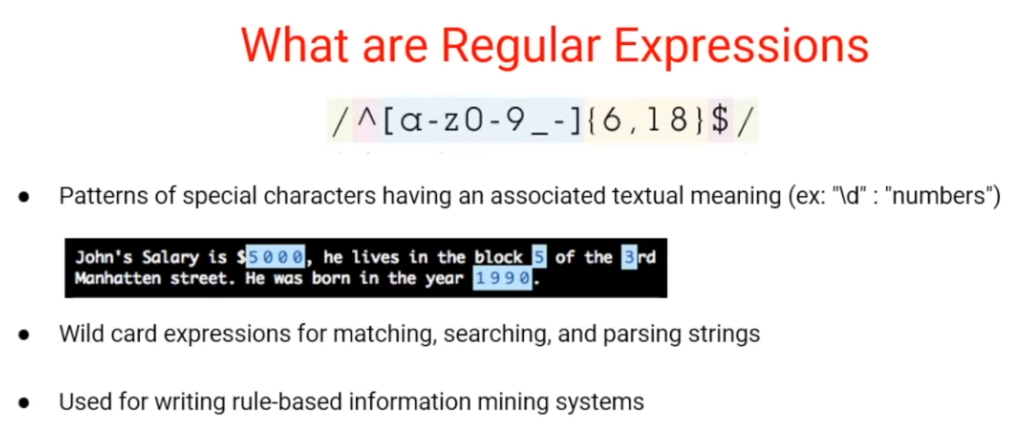 What are Regular Expressions
/^[a-z0-9_-]{6,18}$/
● Patterns of special characters having an associated textual meaning (ex: "\d" : "numbers")
John's Salary is $5000, he lives in the block 5 of the 3rd
Manhatten street. He was born in the year 1990.
● Wild card expressions for matching, searching, and parsing strings
● Used for writing rule-based information mining systems